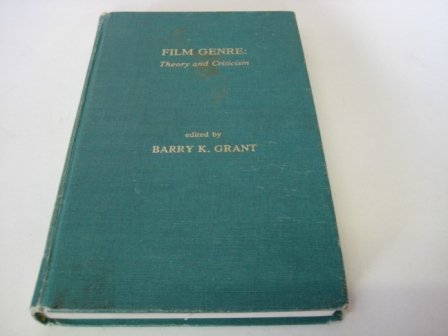 FILM GENRE:
Theory and Criticism
edited by
BARRY K. GRANT